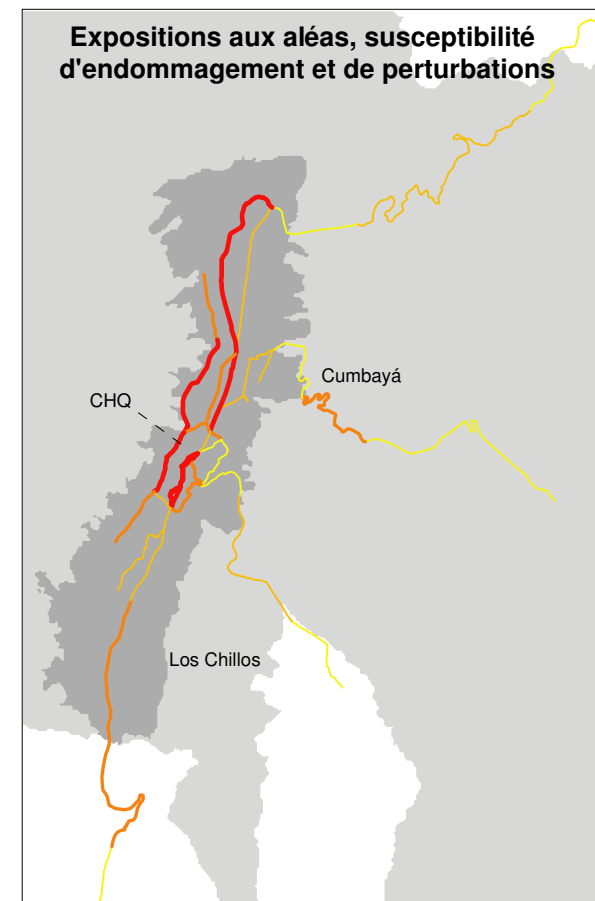 Expositions aux aléas, susceptibilité
d'endommagement et de perturbations
Cumbayá
CHQ
Los Chillos